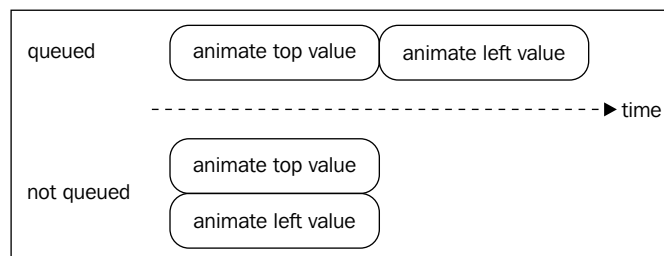 queued animate top value animate left value
time
animate top value
not queued
animate left value